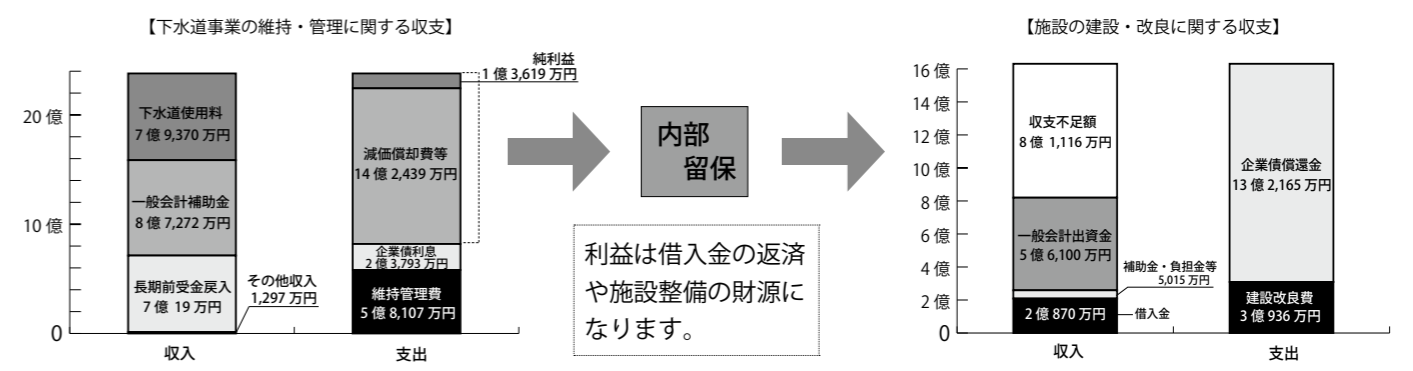 【下水道事業の維持・管理に関する収支】
20 億
10 億
0
下水道使用料
7 億 9,370 万円
一般会計補助金
8 億 7,272 万円
長期前受金戻入
7 億 19 万円
その他収入
1,297 万円
収入
純利益
1 億 3,619 万円
減価償却費等
14 億 2,439 万円
企業債利息
2 億 3,793 万円
維持管理費
5 億 8,107 万円
支出
内部
留保
利益は借入金の返済
や施設整備の財源に
なります。
【施設の建設・改良に関する収支】
16 億
14 億
12 億
10 億
8 億
6 億
4 億
2 億
0
収支不足額
8 億 1,116 万円
一般会計出資金
5 億 6,100 万円
補助金・負担金等
5,015 万円
2 億 870 万円
借入金
収入
企業債償還金
13 億 2,165 万円
建設改良費
3 億 936 万円
支出